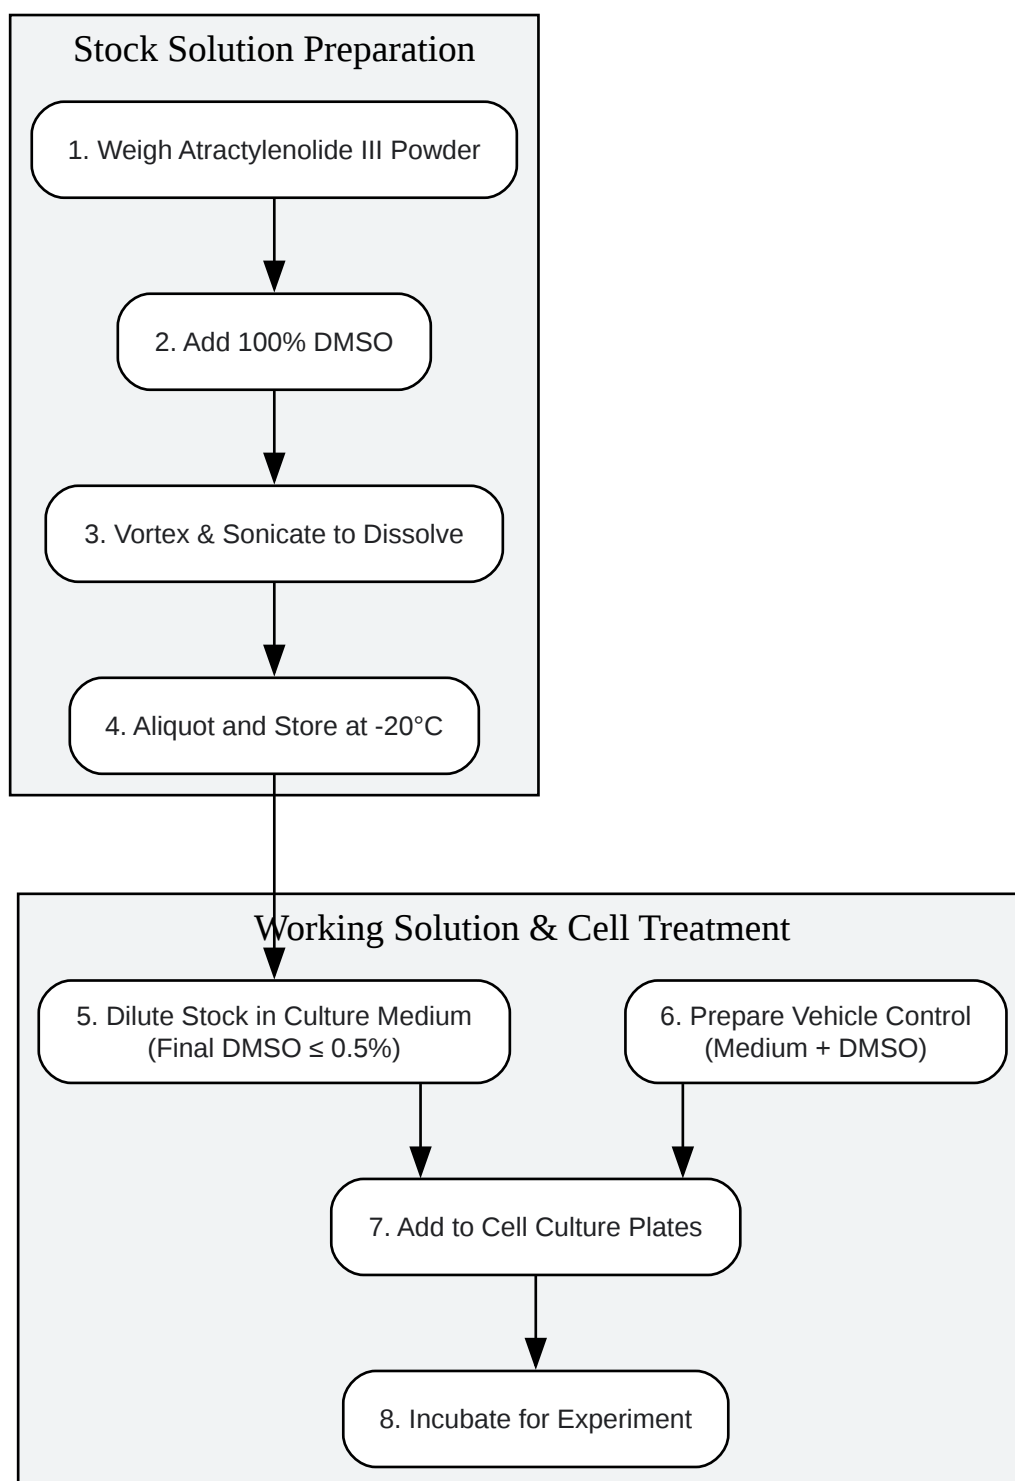 Stock Solution Preparation
1. Weigh Atractylenolide III Powder
2. Add 100% DMSO
3. Vortex & Sonicate to Dissolve
4. Aliquot and Store at -20°C
Working Solution & Cell Treatment
5. Dilute Stock in Culture Medium
(Final DMSO ≤ 0.5%)
6. Prepare Vehicle Control
(Medium + DMSO)
7. Add to Cell Culture Plates
8. Incubate for Experiment